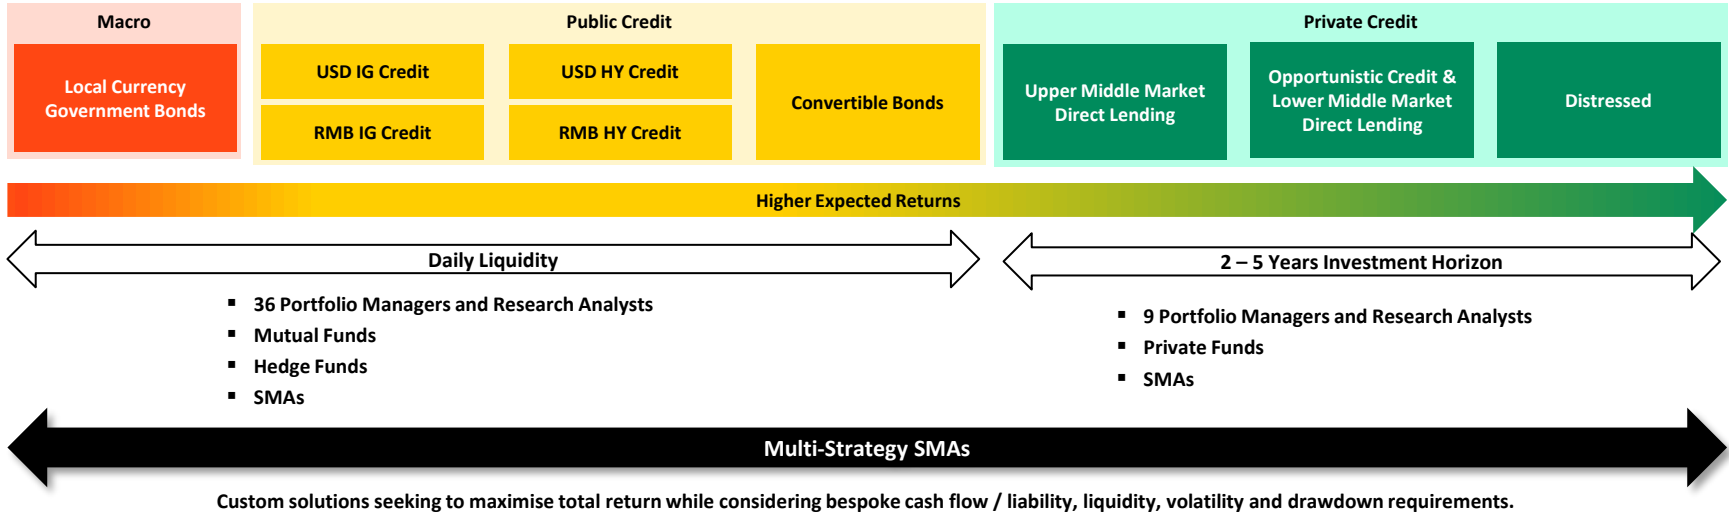 Macro
Public Credit
Private Credit
Local Currency
Government Bonds
USD IG Credit
USD HY Credit
RMB IG Credit
RMB HY Credit
Convertible Bonds
Upper Middle Market
Direct Lending
Opportunistic Credit &
Lower Middle Market
Direct Lending
Distressed
Higher Expected Returns
Daily Liquidity
2 – 5 Years Investment Horizon
▪ 36 Portfolio Managers and Research Analysts
▪ Mutual Funds
▪ Hedge Funds
▪ SMAs
▪ 9 Portfolio Managers and Research Analysts
▪ Private Funds
▪ SMAs
Multi-Strategy SMAs
Custom solutions seeking to maximise total return while considering bespoke cash flow / liability, liquidity, volatility and drawdown requirements.